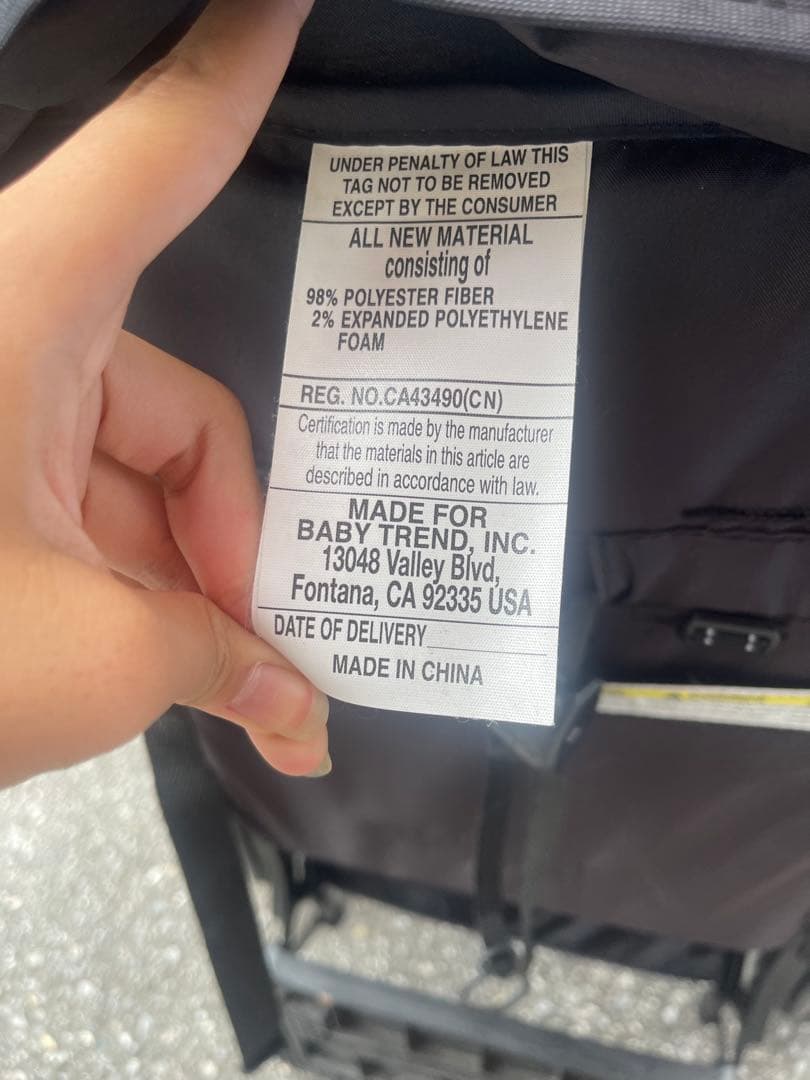 UNDER PENALTY OF LAW THIS
TAG NOT TO BE REMOVED
EXCEPT BY THE CONSUMER
ALL NEW MATERIAL
consisting of
98% POLYESTER FIBER
2% EXPANDED POLYETHYLENE
FOAM
REG. NO.CA43490(CN)
Certification is made by the manufacturer
that the materials in this article are
described in accordance with law.
MADE FOR
BABY TREND, INC.
13048 Valley Blvd,
Fontana, CA 92335 USA
DATE OF DELIVERY
MADE IN CHINA